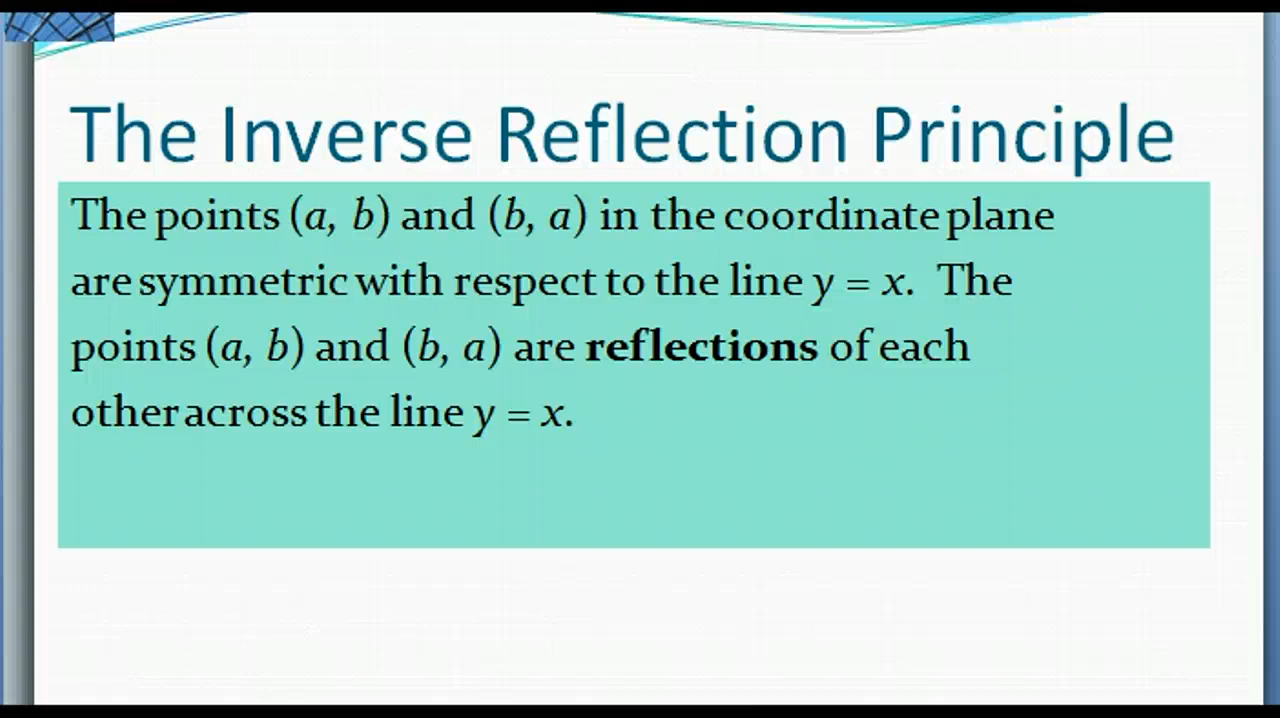 The Inverse Reflection Principle
The points (a, b) and (b, a) in the coordinate plane
are symmetric with respect to the line y = x. The
points (a, b) and (b, a) are reflections of each
other across the line y = x.